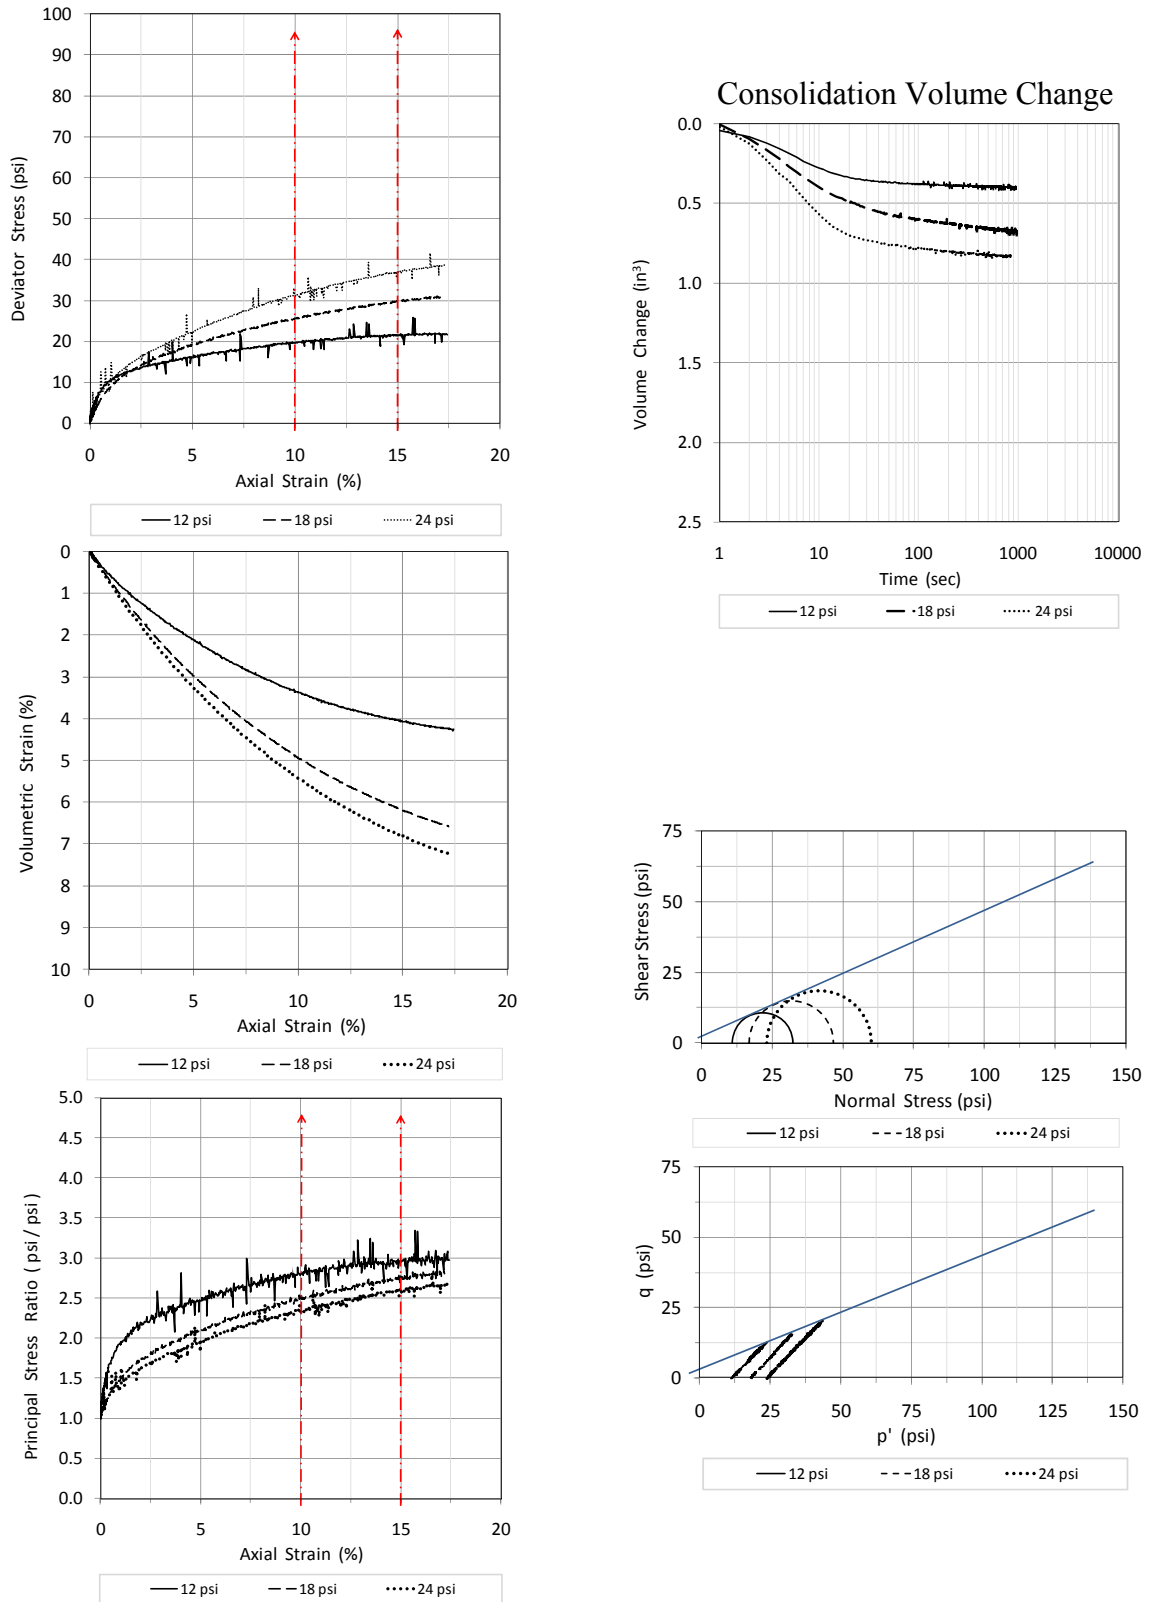 100
90
80
70
60
50
40
30
20
10
0
Deviator Stress (psi)
0 5 10 15 20
Axial Strain (%)
12 psi 18 psi 24 psi
0
1
2
3
4
5
6
7
8
9
10
Volumetric Strain (%)
0 5 10 15 20
Axial Strain (%)
12 psi 18 psi 24 psi
5.0
4.5
4.0
3.5
3.0
2.5
2.0
1.5
1.0
0.5
0.0
Principal Stress Ratio ( psi / psi)
0 5 10 15 20
Axial Strain (%)
12 psi 18 psi 24 psi
Consolidation Volume Change
0.0
0.5
1.0
1.5
2.0
2.5
Volume Change (in³)
1 10 100 1000 10000
Time (sec)
12 psi 18 psi 24 psi
75
50
25
0
Shear Stress (psi)
0 25 50 75 100 125 150
Normal Stress (psi)
12 psi 18 psi 24 psi
75
50
25
0
q (psi)
0 25 50 75 100 125 150
p' (psi)
12 psi 18 psi 24 psi